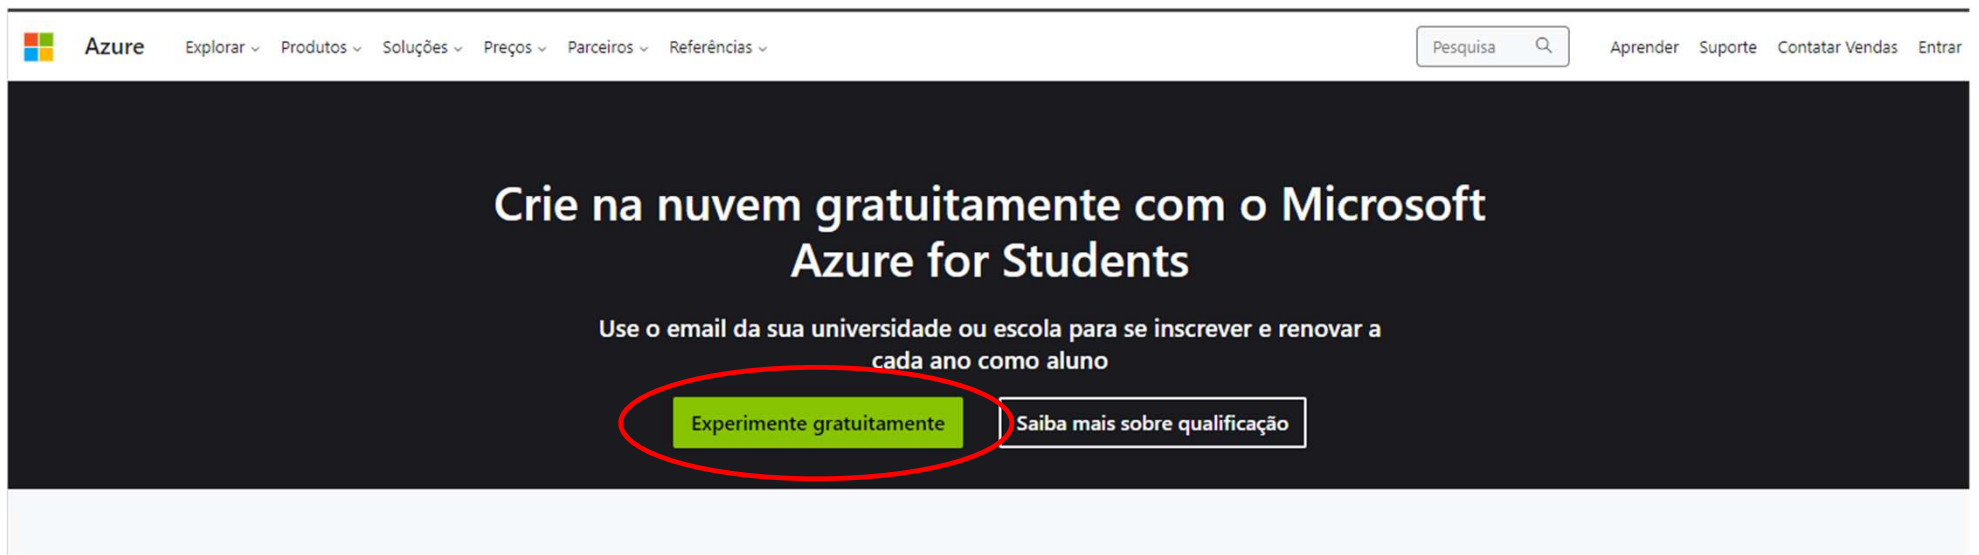 Azure Explorar Produtos Soluções Preços Parceiros Referências Pesquisa Aprender Suporte Contatar Vendas Entrar
Crie na nuvem gratuitamente com o Microsoft
Azure for Students
Use o email da sua universidade ou escola para se inscrever e renovar a
cada ano como aluno
Experimente gratuitamente Saiba mais sobre qualificação